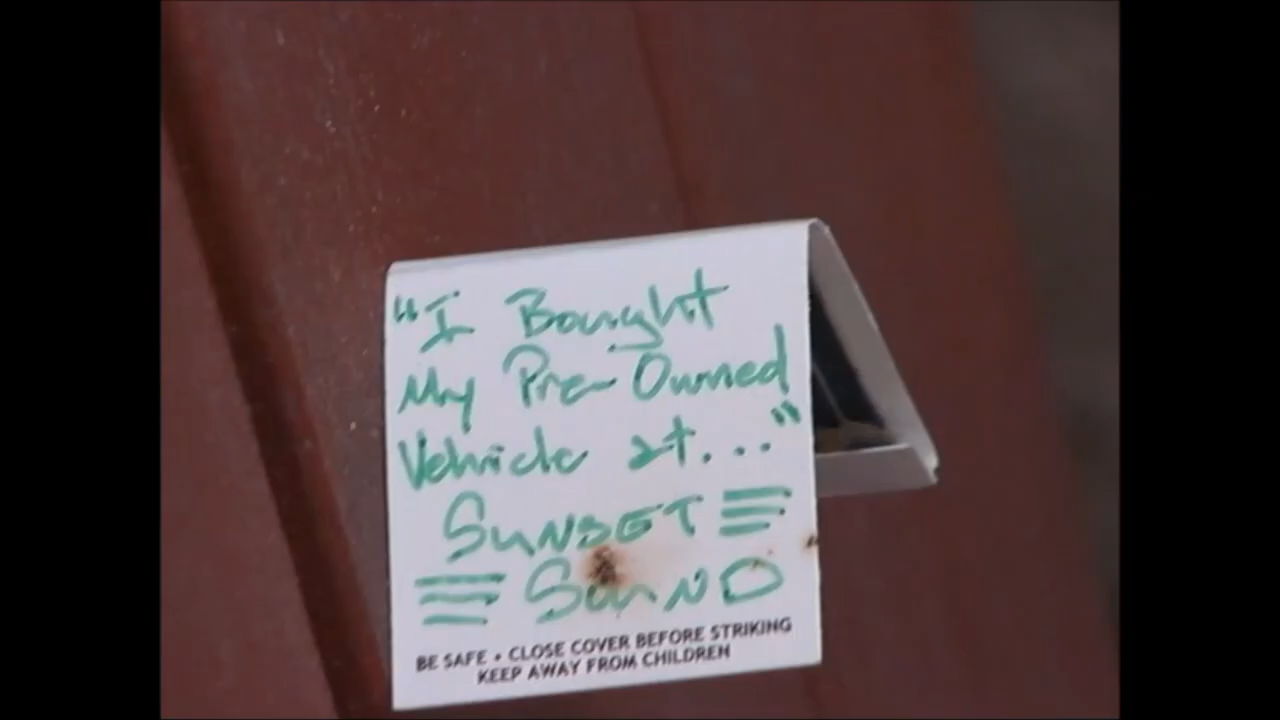 "I Bought
My Pre-Owned
Vehicle at..."
SUNSET
SOUND
BE SAFE • CLOSE COVER BEFORE STRIKING
KEEP AWAY FROM CHILDREN